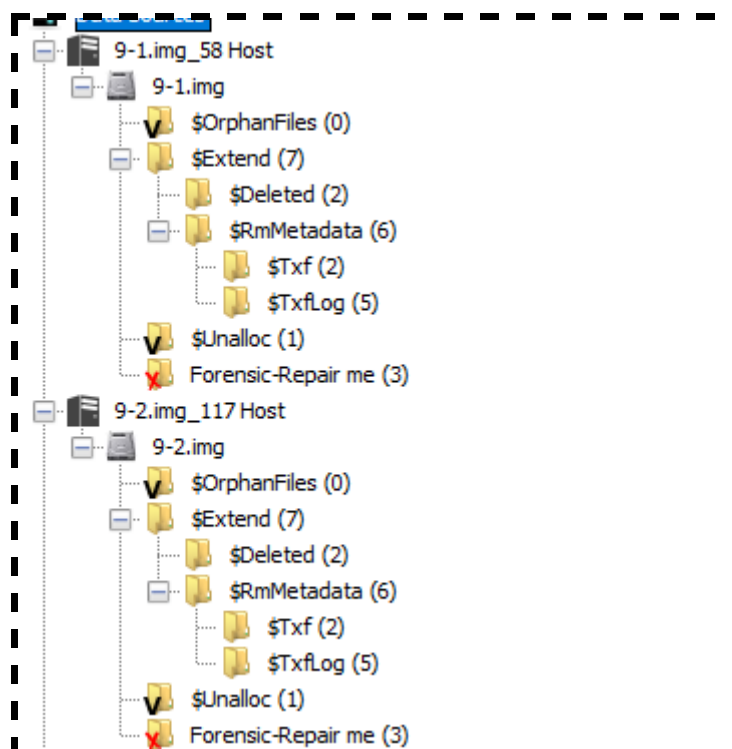 Data Sources
9-1.img_58 Host
9-1.img
$OrphanFiles (0)
$Extend (7)
$Deleted (2)
$RmMetadata (6)
$Txf (2)
$TxfLog (5)
$Unalloc (1)
Forensic-Repair me (3)
9-2.img_117 Host
9-2.img
$OrphanFiles (0)
$Extend (7)
$Deleted (2)
$RmMetadata (6)
$Txf (2)
$TxfLog (5)
$Unalloc (1)
Forensic-Repair me (3)